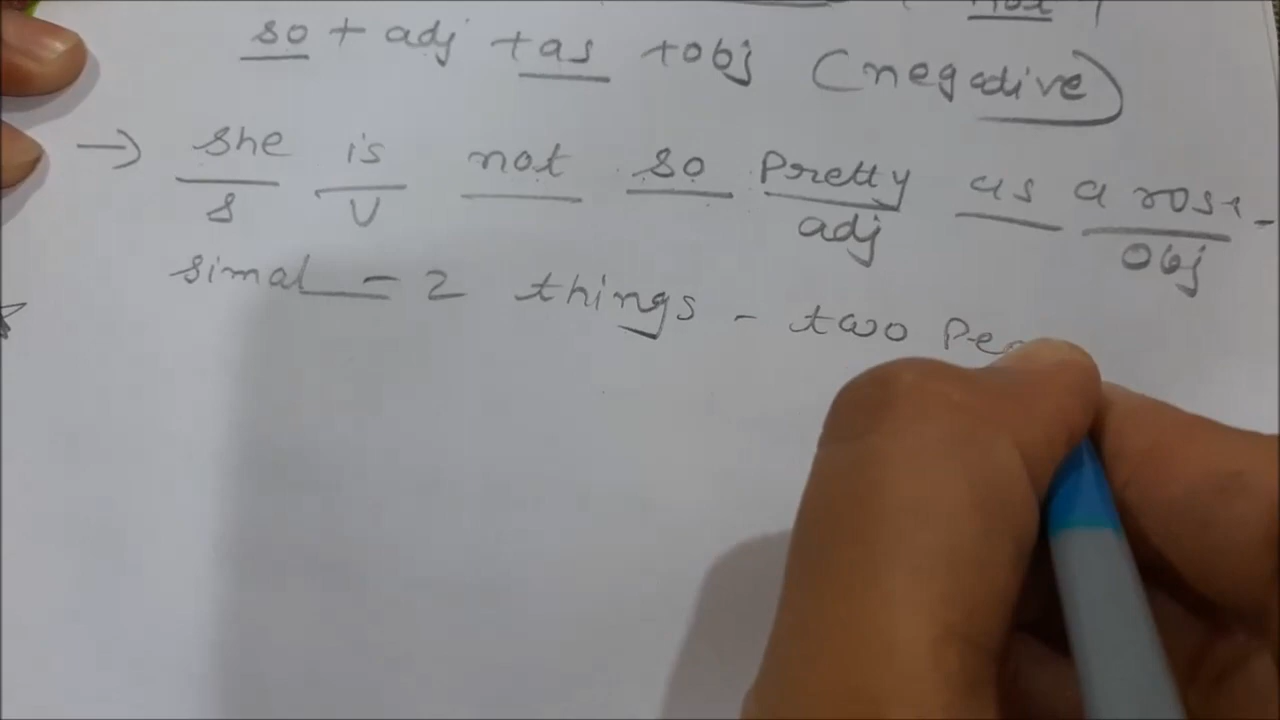 so + adj + as + obj (negative)
→ she is not so Pretty as a rose.
S V adj obj
simal - 2 things - two